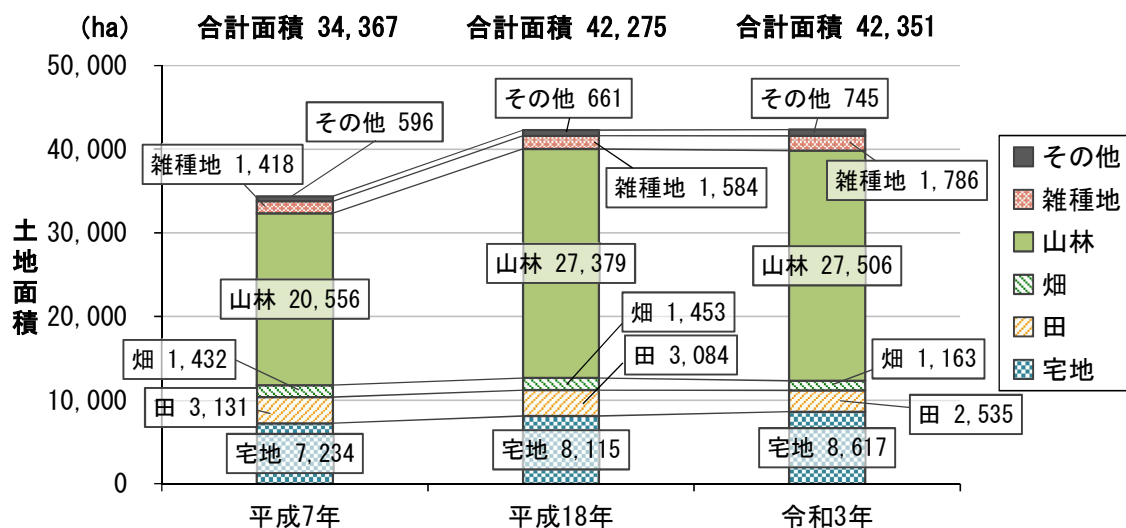 (ha)
合計面積 34,367
合計面積 42,275
合計面積 42,351
土地面積
50,000
40,000
30,000
20,000
10,000
0
その他 596
雑種地 1,418
山林 20,556
畑 1,432
田 3,131
宅地 7,234
その他 661
雑種地 1,584
山林 27,379
畑 1,453
田 3,084
宅地 8,115
その他 745
雑種地 1,786
山林 27,506
畑 1,163
田 2,535
宅地 8,617
平成7年
平成18年
令和3年
その他
雑種地
山林
畑
田
宅地